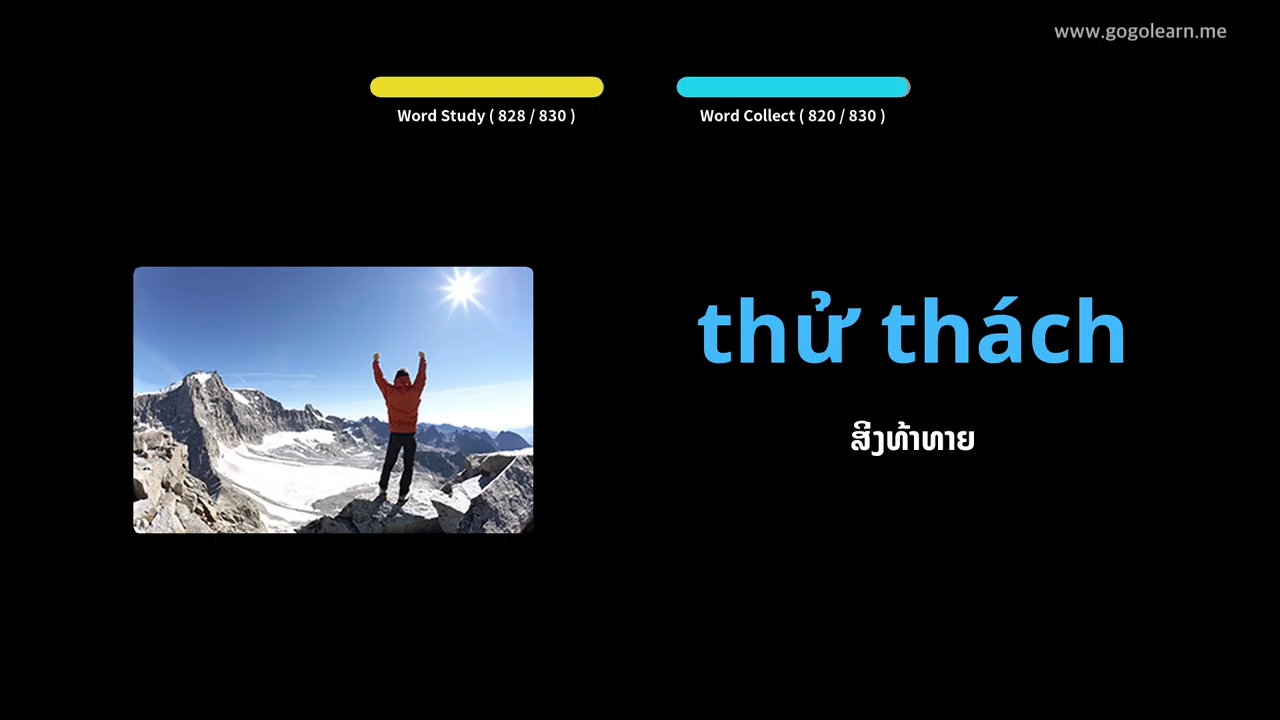 www.gogolearn.me
Word Study ( 828 / 830 )
Word Collect ( 820 / 830 )
thử thách
ສິ່ງທ້າທາຍ